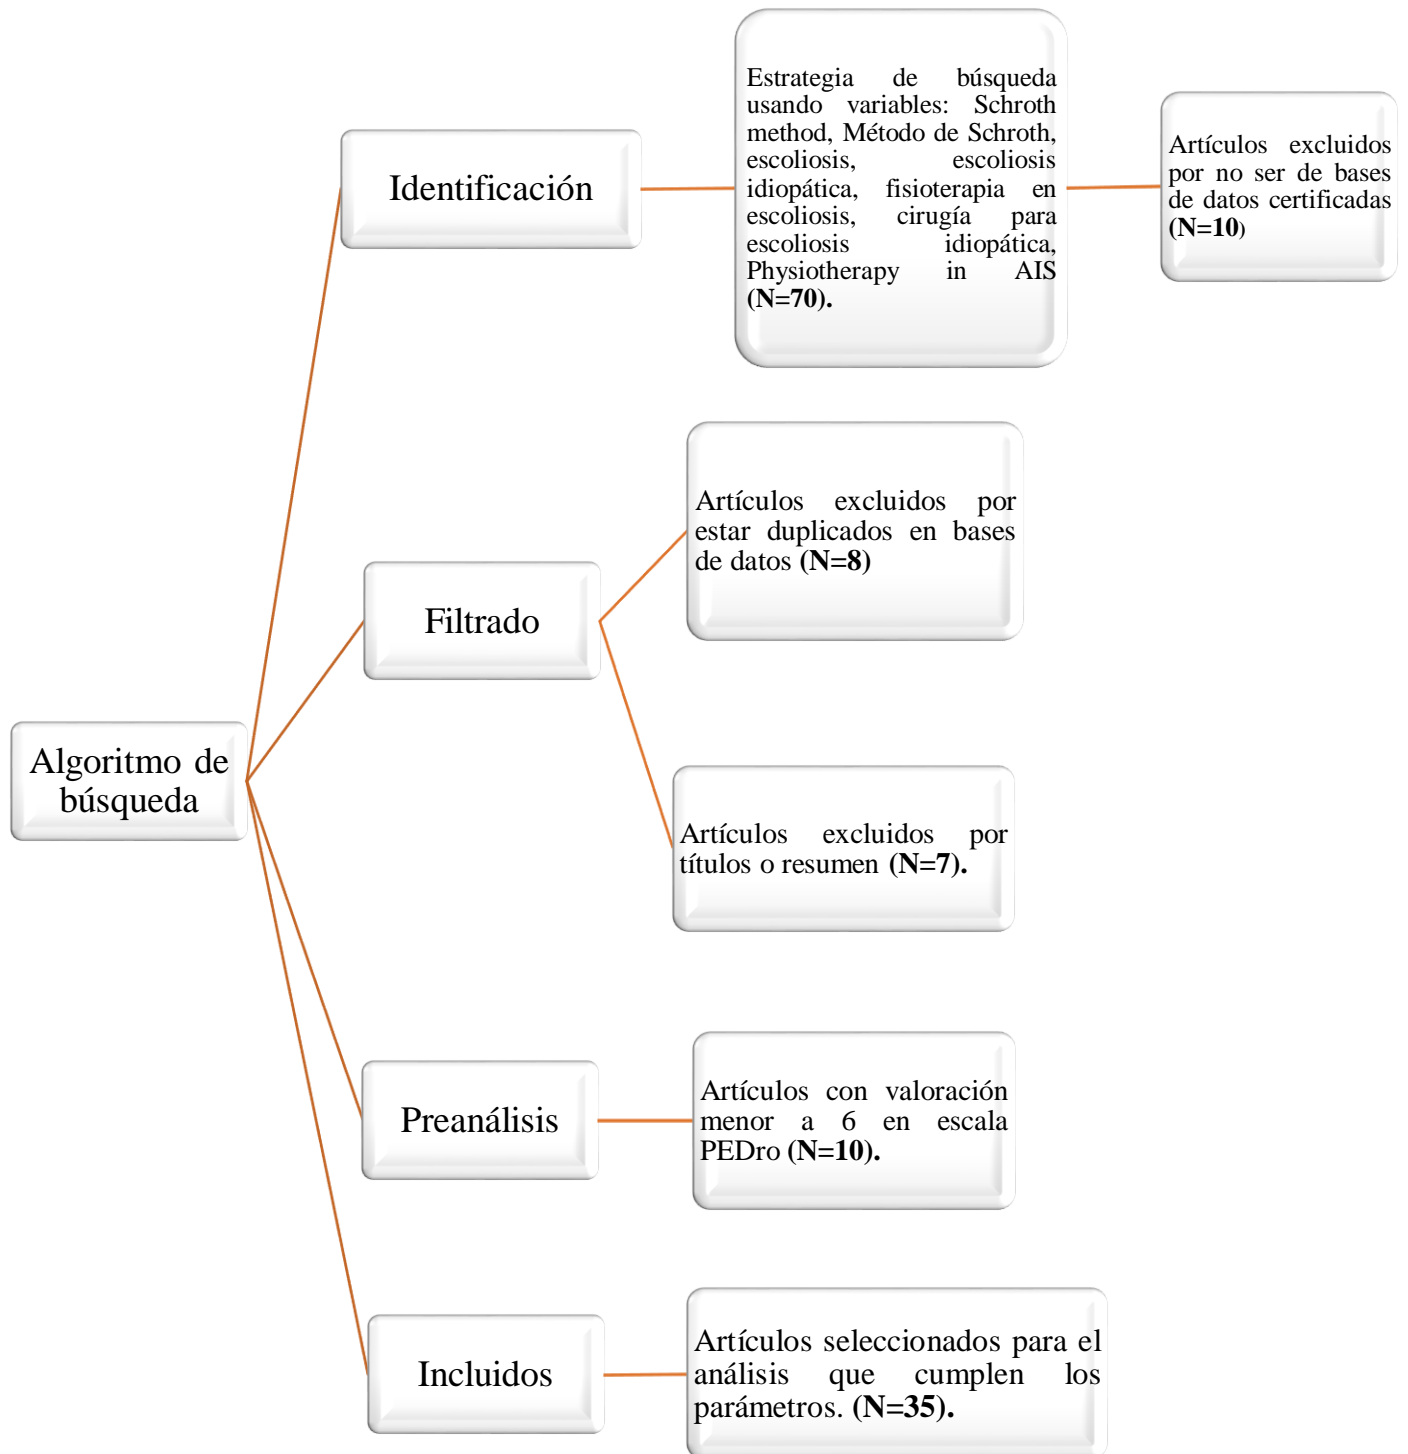 Estrategia de búsqueda
usando variables: Schroth
method, Método de Schroth,
escoliosis, escoliosis
idiopática, fisioterapia en
escoliosis, cirugía para
escoliosis idiopática,
Physiotherapy in AIS
(N=70).
Artículos excluidos
por no ser de bases
de datos certificadas
(N=10)
Identificación
Artículos excluidos por
estar duplicados en bases
de datos (N=8)
Filtrado
Artículos excluidos por
títulos o resumen (N=7).
Algoritmo de
búsqueda
Preanálisis
Artículos con valoración
menor a 6 en escala
PEDro (N=10).
Incluidos
Artículos seleccionados para el
análisis que cumplen los
parámetros. (N=35).